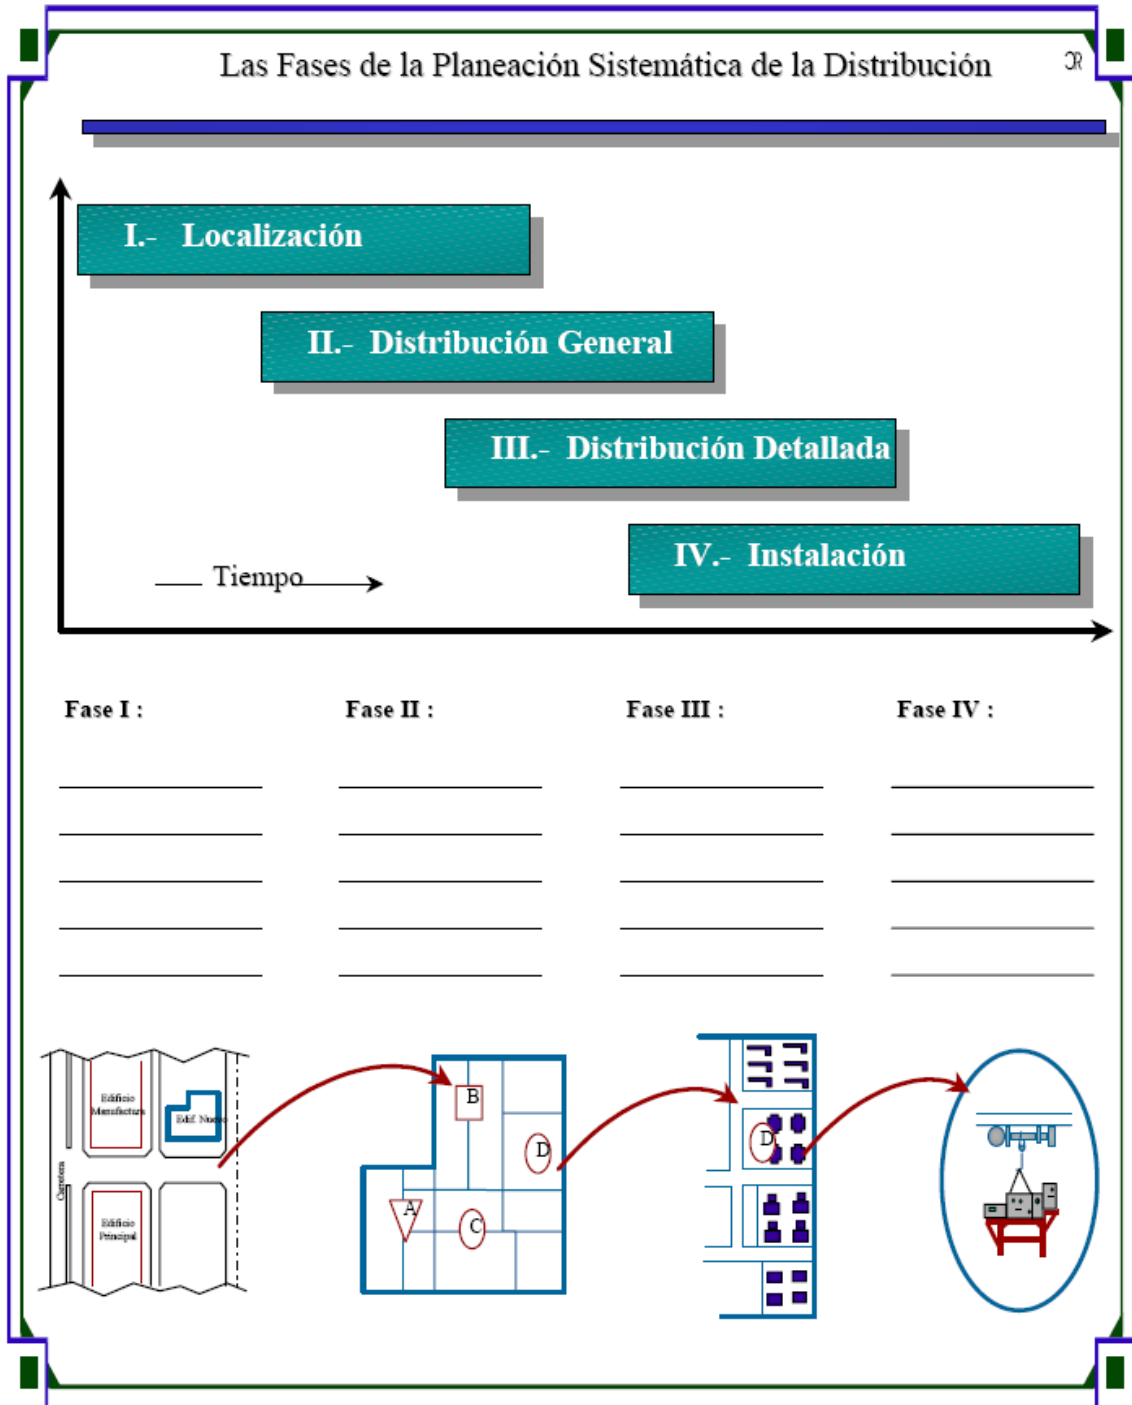 Las Fases de la Planeación Sistemática de la Distribución
I.- Localización
II.- Distribución General
III.- Distribución Detallada
IV.- Instalación
Tiempo
Fase I :
Fase II :
Fase III :
Fase IV :
Edificio
Manufactura
Edif. Nuevo
Carretera
Edificio
Principal
B
D
A
C
D